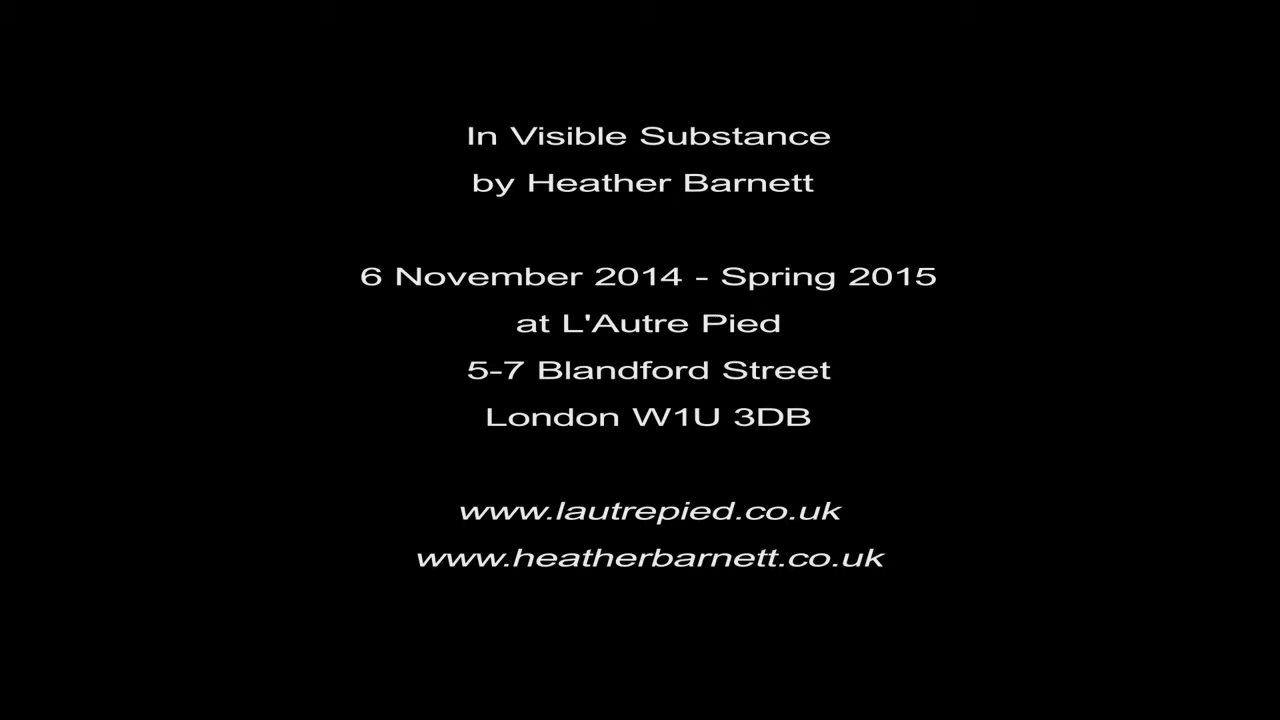 In Visible Substance
by Heather Barnett
6 November 2014 - Spring 2015
at L'Autre Pied
5-7 Blandford Street
London W1U 3DB
www.lautrepied.co.uk
www.heatherbarnett.co.uk